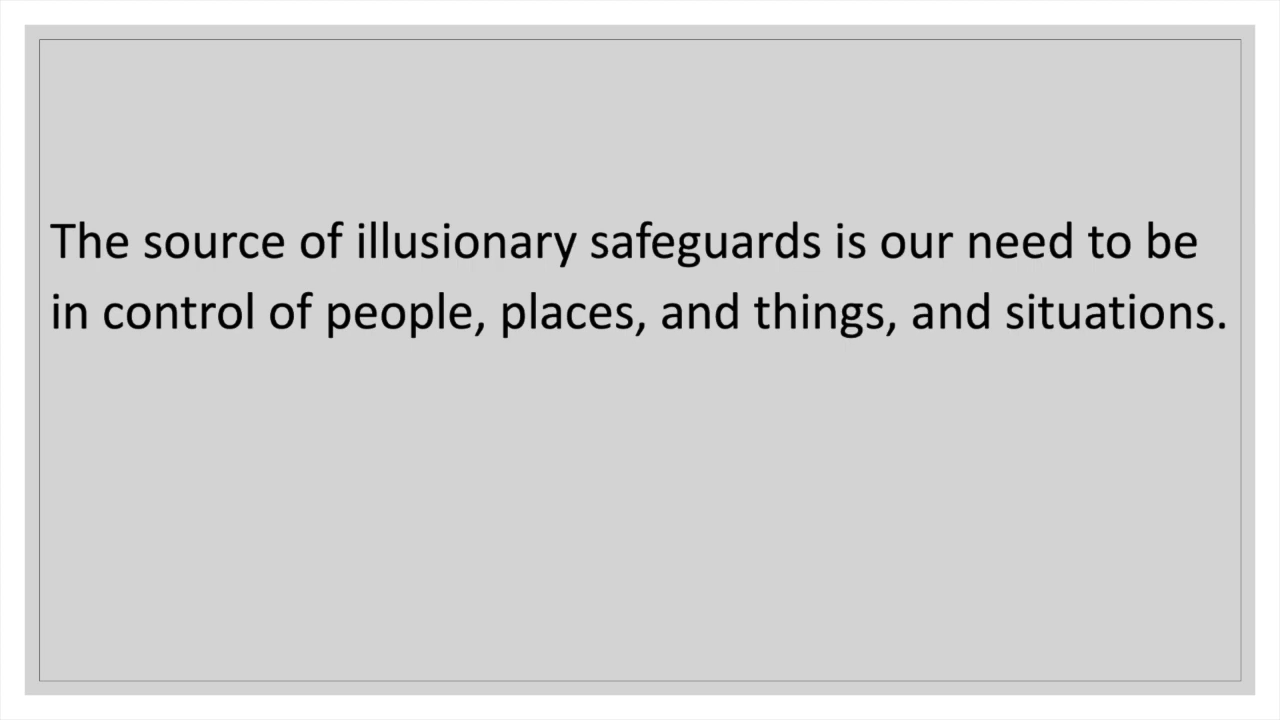 The source of illusionary safeguards is our need to be
in control of people, places, and things, and situations.